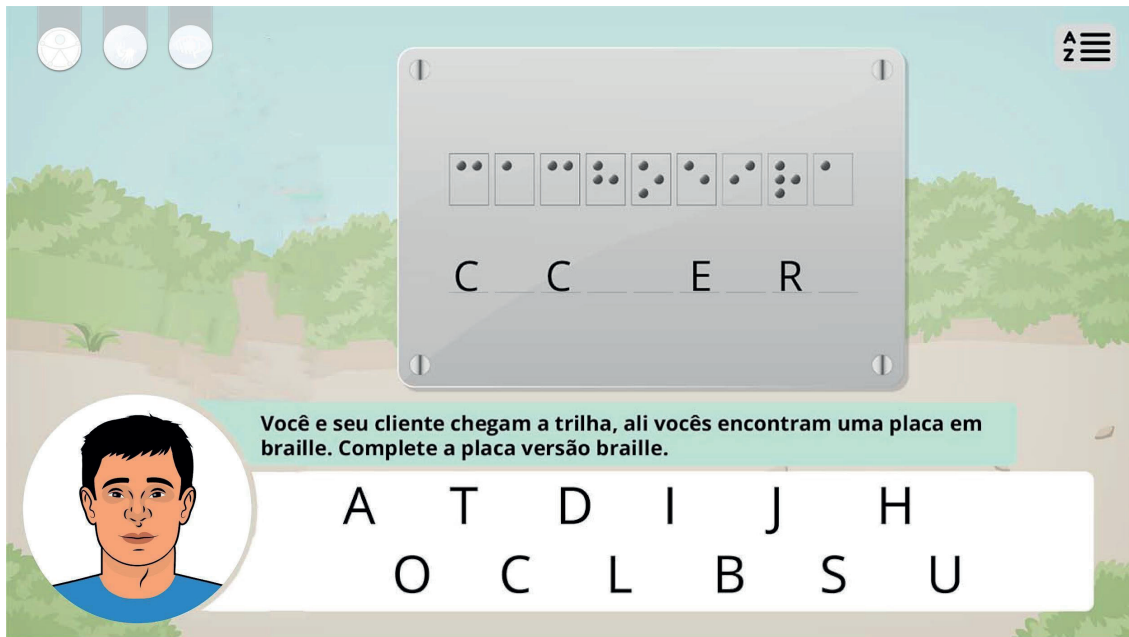 A
Z
⠉⠁⠉⠓⠕⠑⠊⠗⠁
C _ C _ _ E _ R _
Você e seu cliente chegam a trilha, ali vocês encontram uma placa em
braille. Complete a placa versão braille.
A T D I J H
O C L B S U